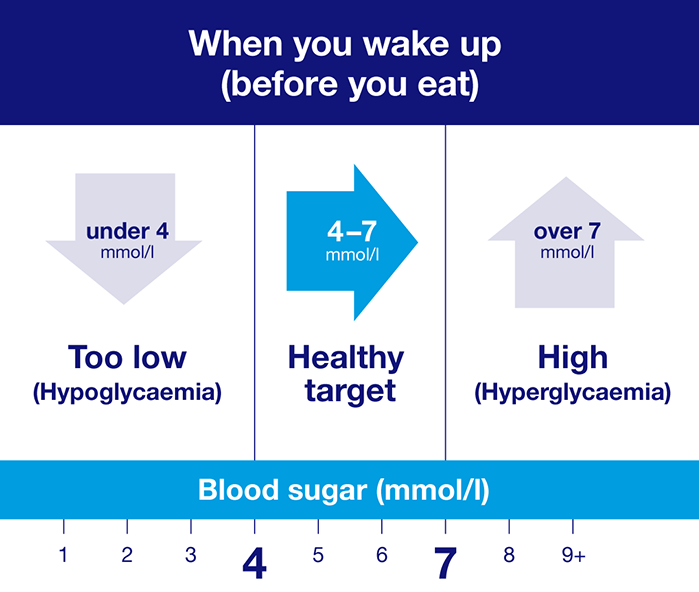 When you wake up
(before you eat)
under 4
mmol/l
Too low
(Hypoglycaemia)
4–7
mmol/l
Healthy
target
over 7
mmol/l
High
(Hyperglycaemia)
Blood sugar (mmol/l)
1 2 3 4 5 6 7 8 9+